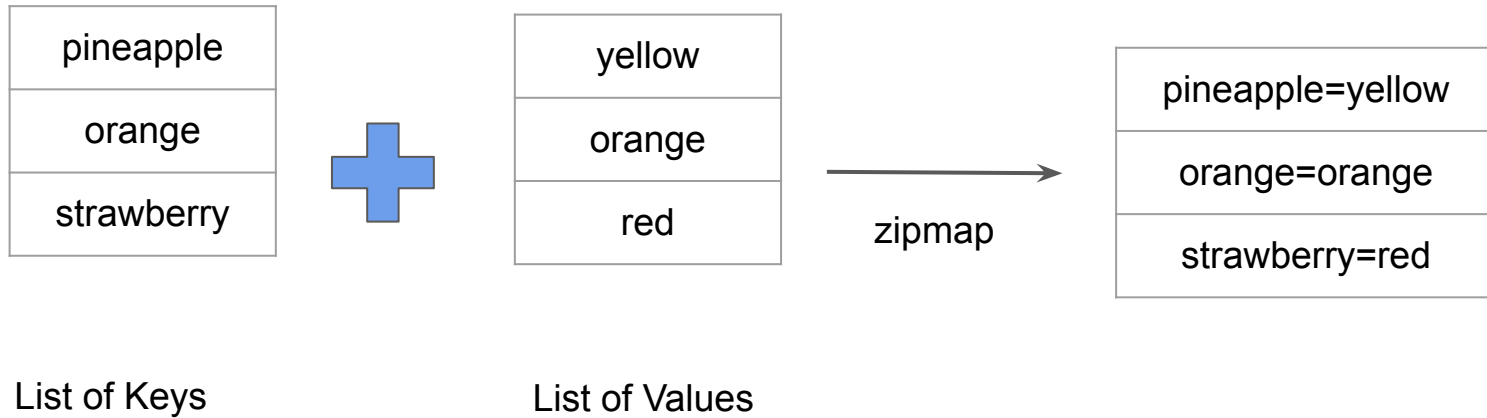 pineapple
orange
strawberry
yellow
orange
red
zipmap
pineapple=yellow
orange=orange
strawberry=red
List of Keys
List of Values